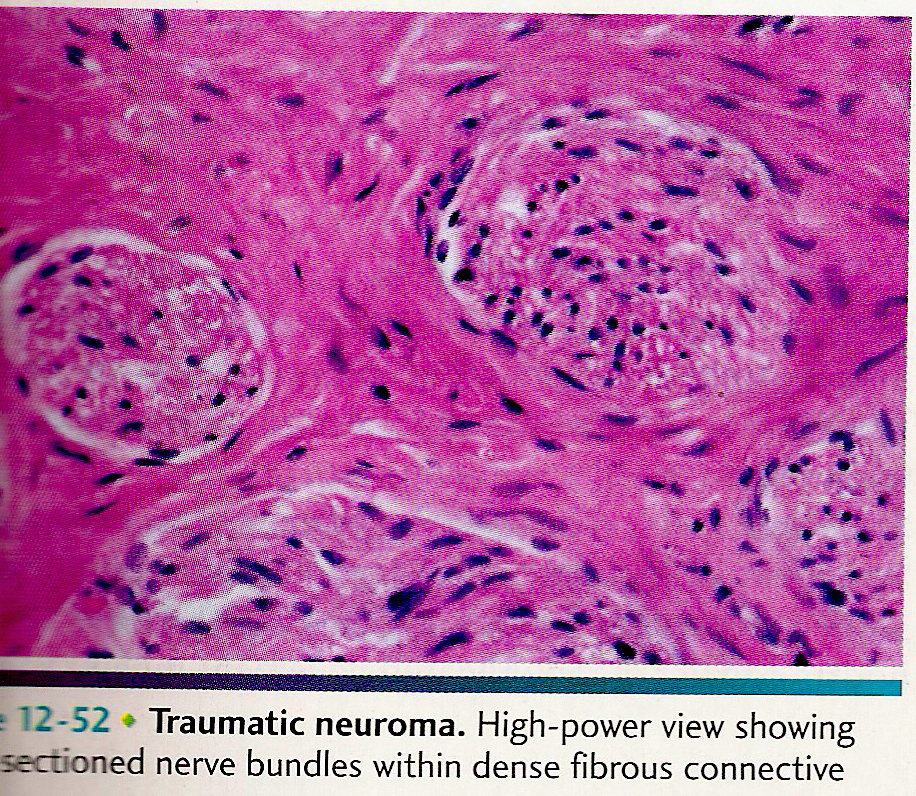 12-52 • Traumatic neuroma. High-power view showing
sectioned nerve bundles within dense fibrous connective